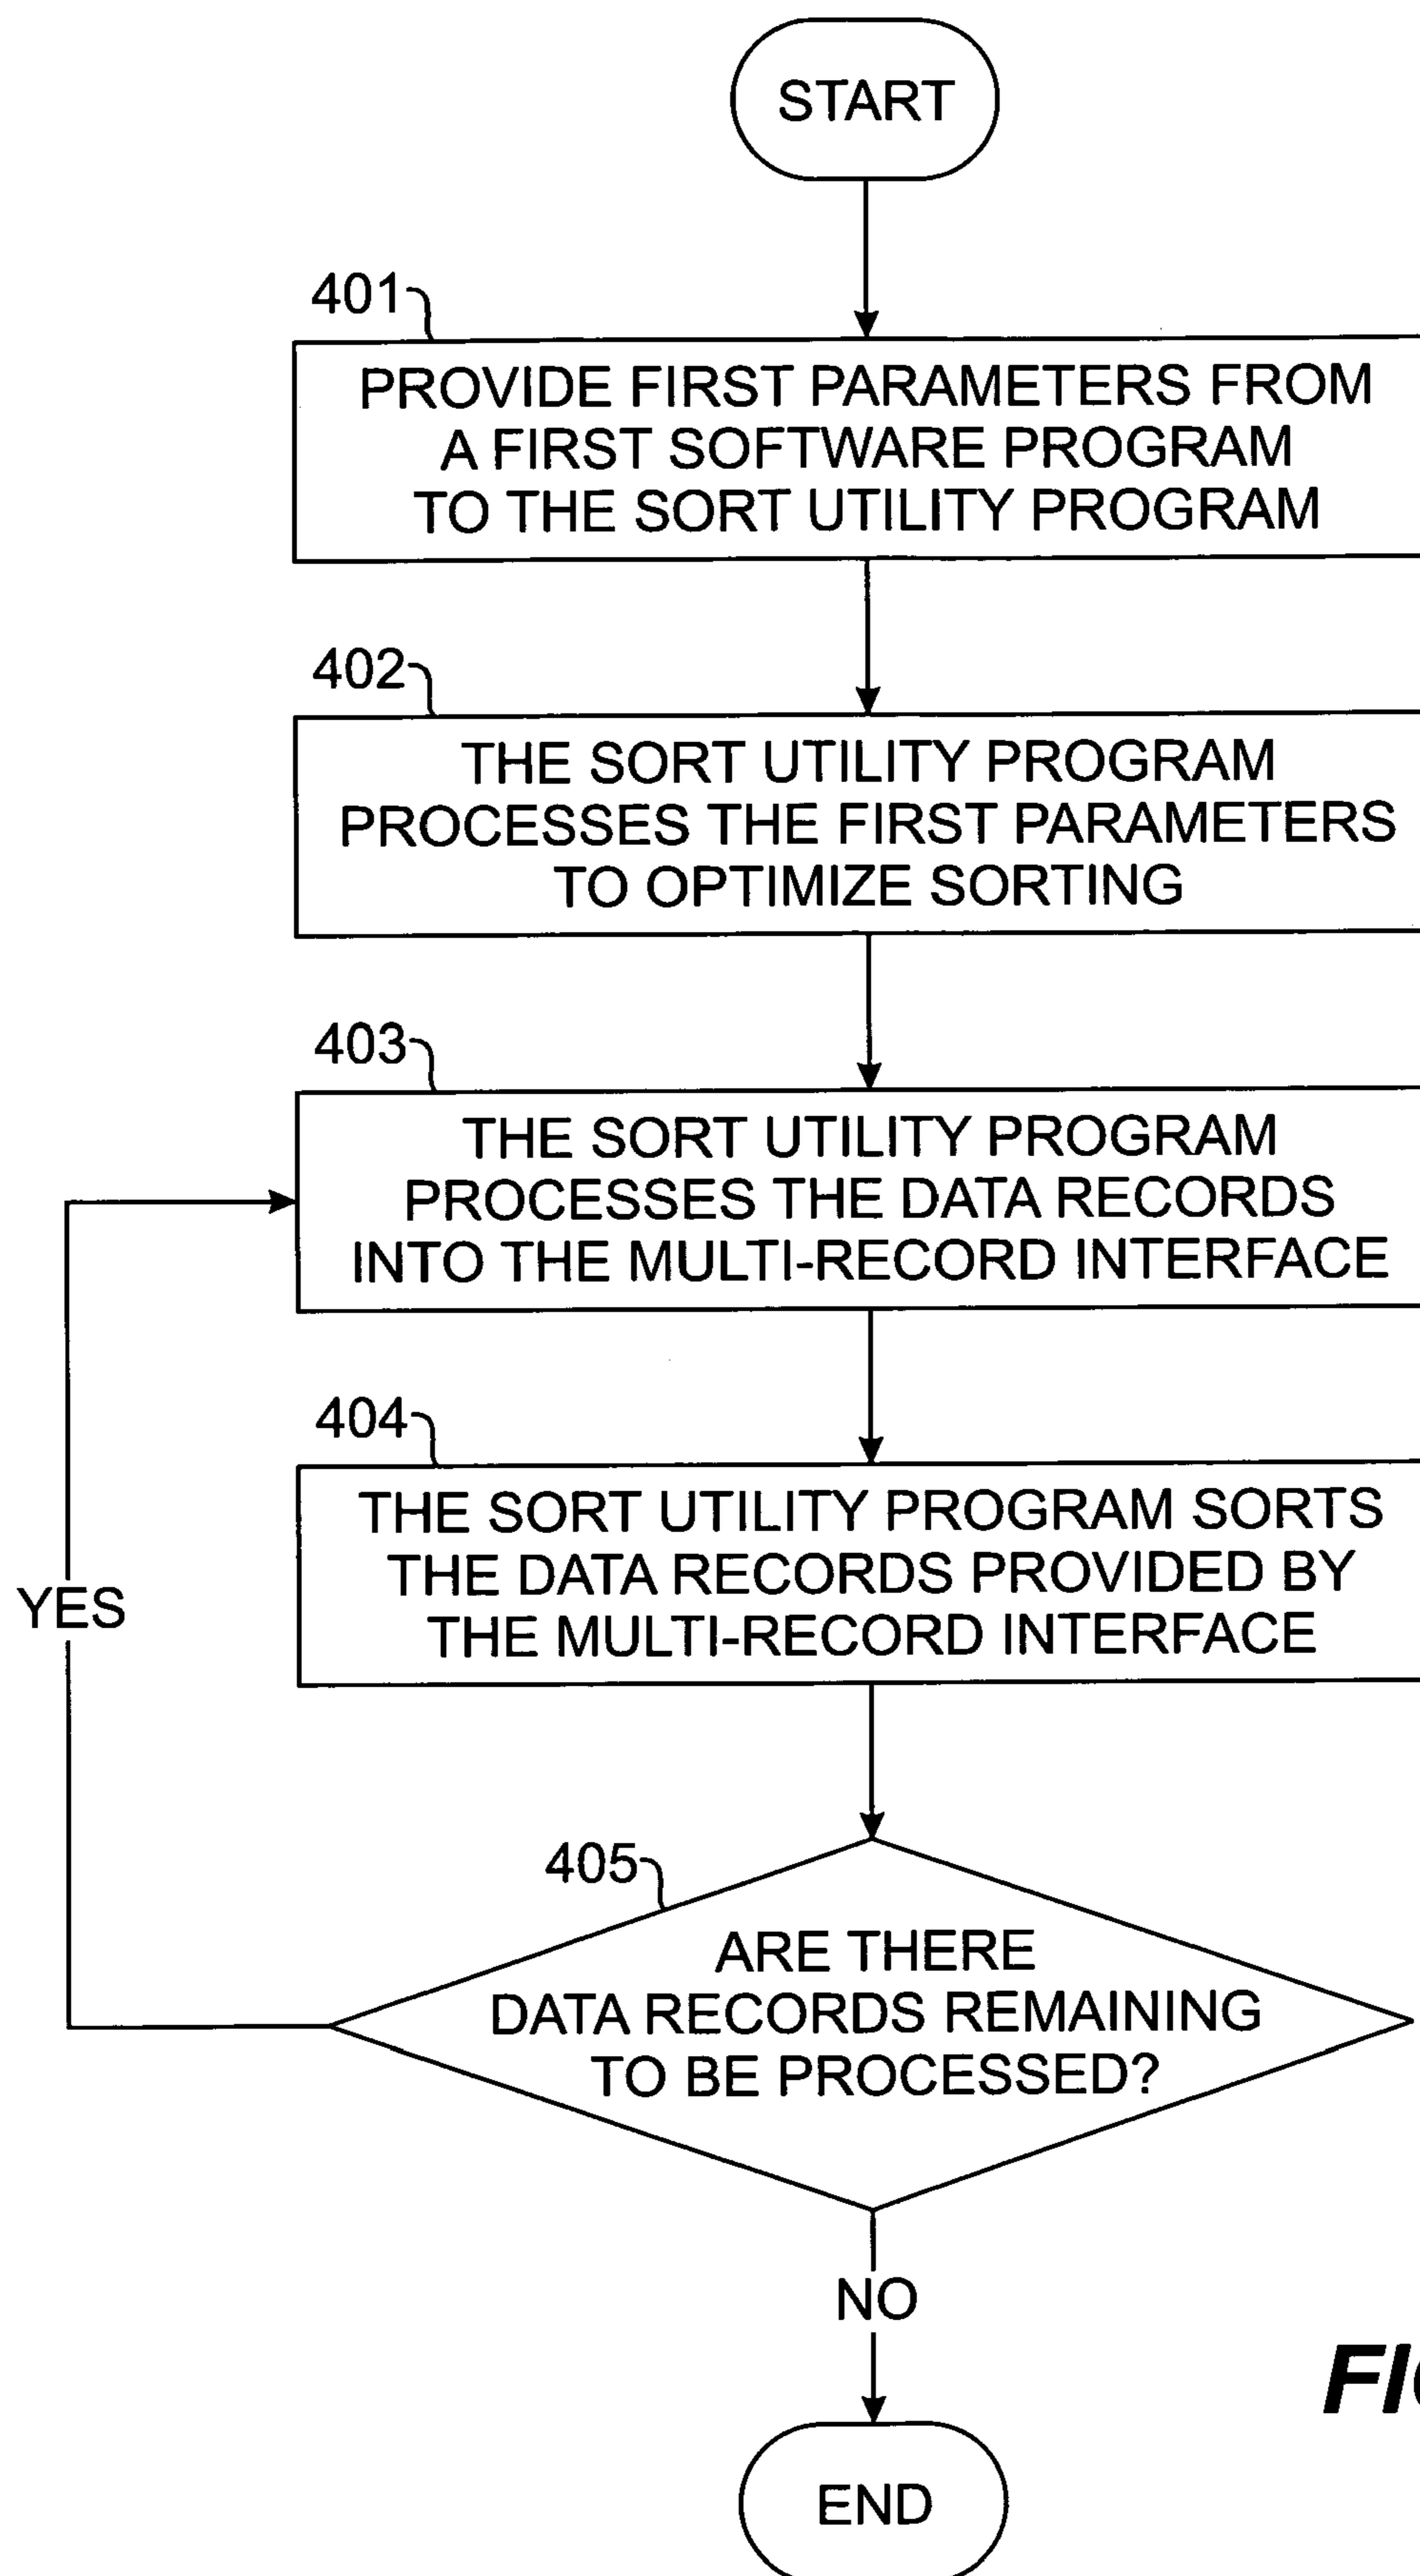 START
401
PROVIDE FIRST PARAMETERS FROM
A FIRST SOFTWARE PROGRAM
TO THE SORT UTILITY PROGRAM
402
THE SORT UTILITY PROGRAM
PROCESSES THE FIRST PARAMETERS
TO OPTIMIZE SORTING
403
THE SORT UTILITY PROGRAM
PROCESSES THE DATA RECORDS
INTO THE MULTI-RECORD INTERFACE
404
THE SORT UTILITY PROGRAM SORTS
THE DATA RECORDS PROVIDED BY
THE MULTI-RECORD INTERFACE
YES
405
ARE THERE
DATA RECORDS REMAINING
TO BE PROCESSED?
NO
END